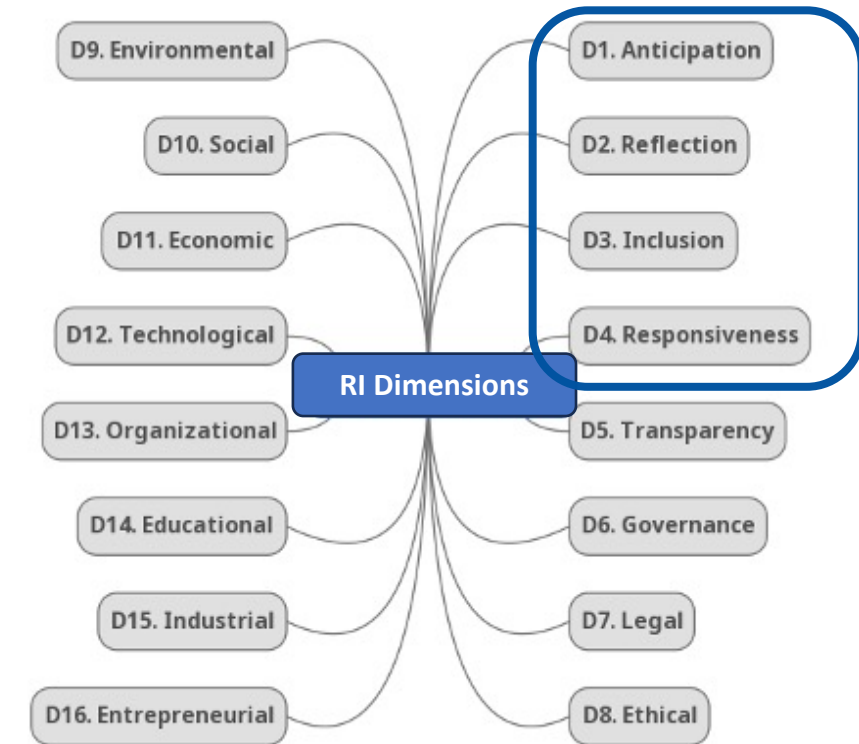 D9. Environmental
D1. Anticipation
D10. Social
D2. Reflection
D11. Economic
D3. Inclusion
D12. Technological
D4. Responsiveness
RI Dimensions
D13. Organizational
D5. Transparency
D14. Educational
D6. Governance
D15. Industrial
D7. Legal
D16. Entrepreneurial
D8. Ethical